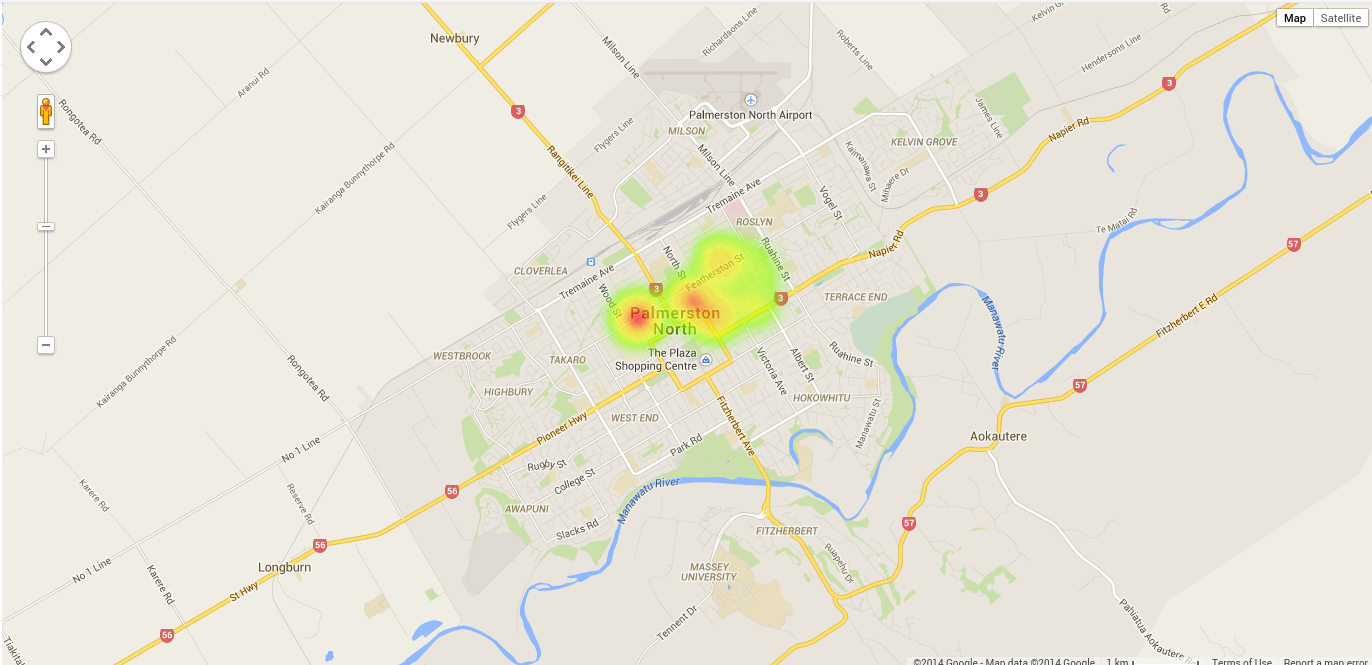 Newbury
Richardsons Line
Roberts Line
Kelvin Gr
Rd
Map
Satellite
Hendersons Line
Milson Line
Aranui Rd
Rongotea Rd
3
3
Palmerston North Airport
James Line
Napier Rd
MILSON
Flygers Line
KELVIN GROVE
Kaimanawa St
Rangitikei Line
Kairanga Bunnythorpe Rd
Milson Line
Mihaere Dr
Tremaine Ave
Vogel St
3
Flygers Line
ROSLYN
Te Matai Rd
Napier Rd
57
North St
Ruahine St
CLOVERLEA
Tremaine Ave
Featherston St
Wood St
3
3
TERRACE END
Manawatu River
Fitzherbert E Rd
Palmerston
North
The Plaza
Shopping Centre
WESTBROOK
TAKARO
Victoria Ave
Albert St
Ruahine St
Kairanga Bunnythorpe Rd
Rongotea Rd
HIGHBURY
57
HOKOWHITU
Manawatu St
WEST END
Fitzherbert Ave
Pioneer Hwy
Park Rd
Aokautere
No 1 Line
Rugby St
College St
Karere Rd
Reserve Rd
56
Manawatu River
AWAPUNI
Slacks Rd
57
FITZHERBERT
56
Longburn
MASSEY
UNIVERSITY
Ruapehu Dr
No 1 Line
Karere Rd
St Hwy
Tennent Dr
Pahiatua Aokautere Rd
56
©2014 Google - Map data ©2014 Google
1 km
Terms of Use
Report a map error